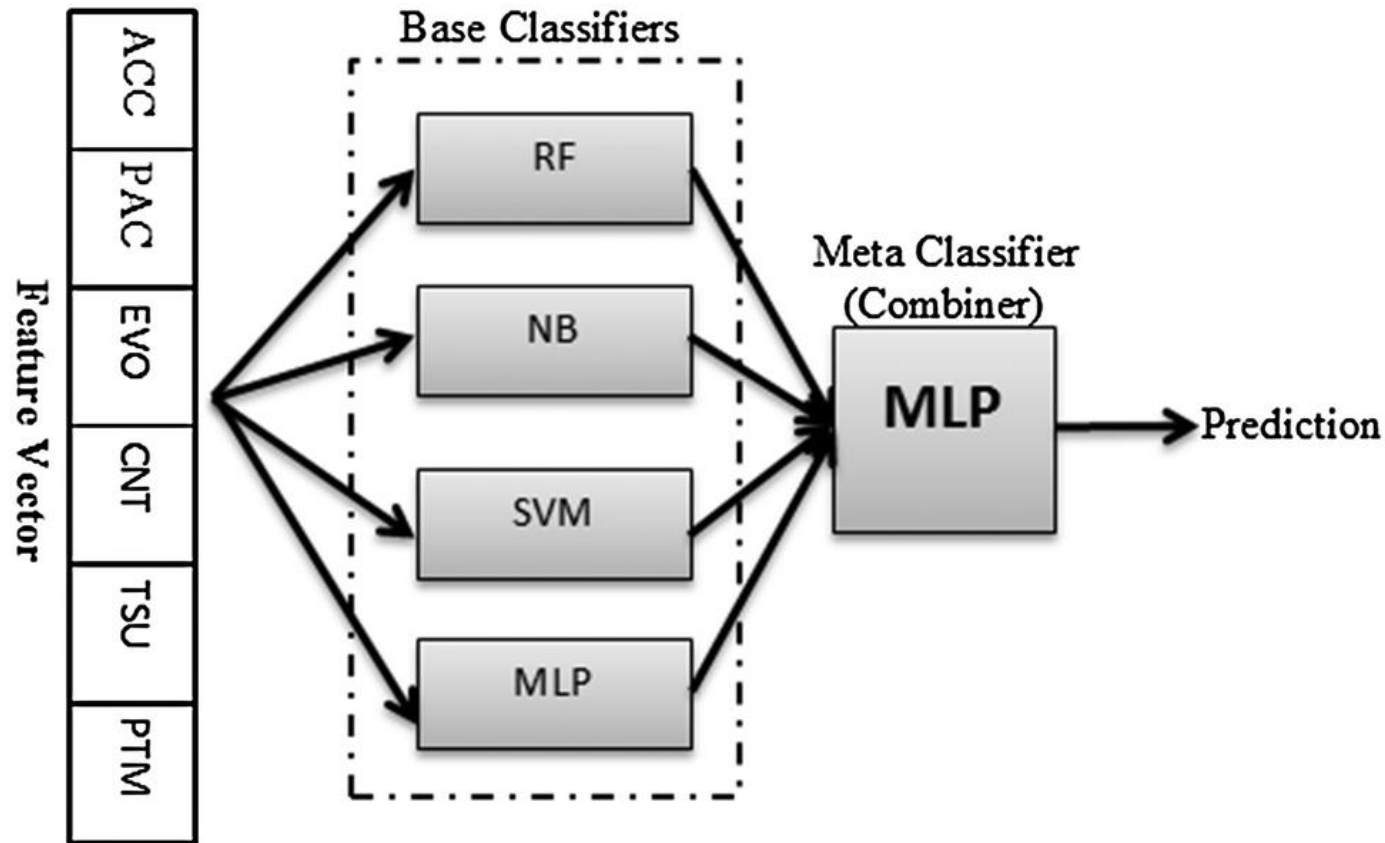 Feature Vector
ACC
PAC
EVO
CNT
TSU
PTM
Base Classifiers
RF
NB
SVM
MLP
Meta Classifier
(Combiner)
MLP
Prediction